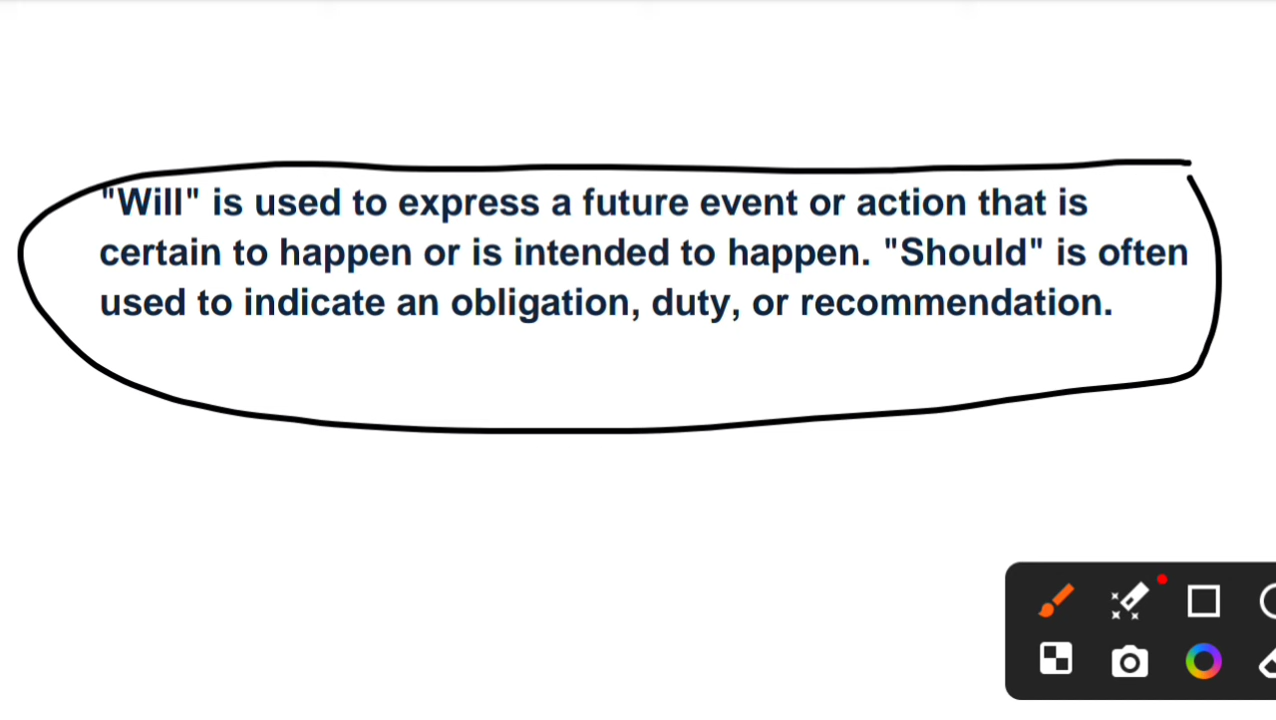 "Will" is used to express a future event or action that is
certain to happen or is intended to happen. "Should" is often
used to indicate an obligation, duty, or recommendation.